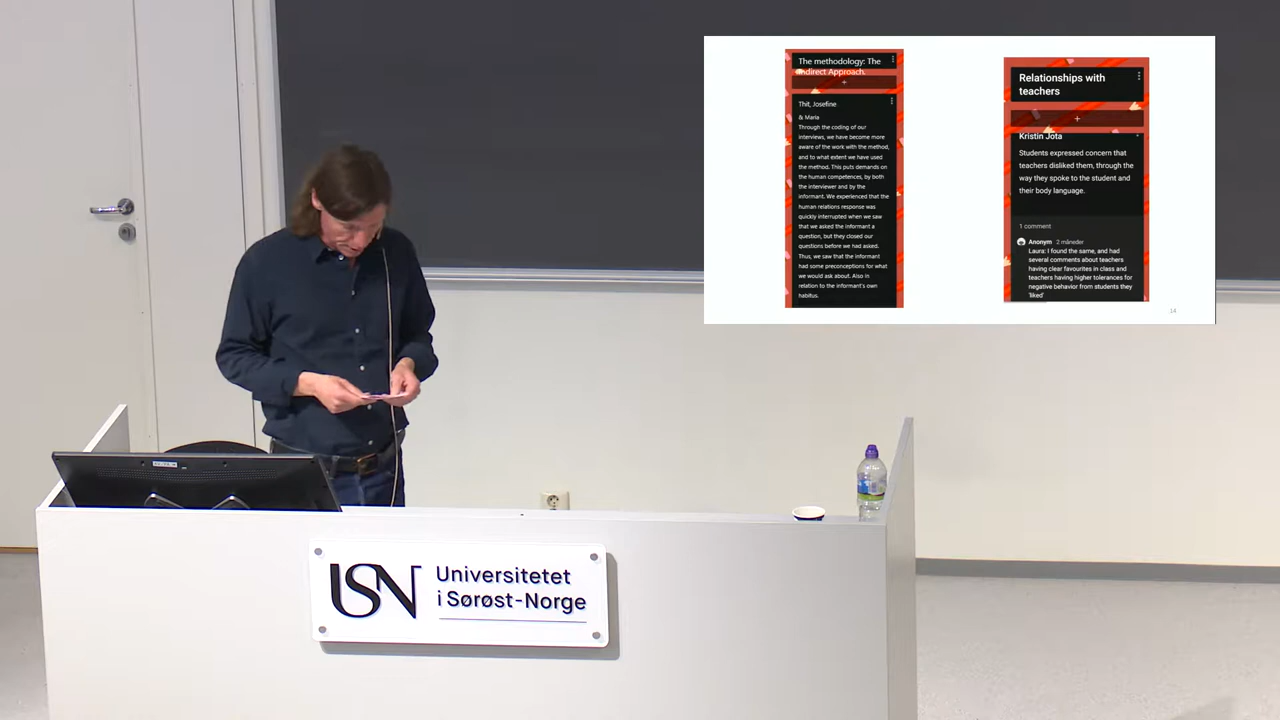 The methodology: The
Indirect Approach.
+
Thit, Josefine
& Maria
Through the coding of our
interviews, we have become more
aware of the work with the method,
and to what extent we have used
the method. This puts demands on
the human competences, by both
the interviewer and by the
informant. We experienced that the
human relations response was
quickly interrupted when we saw
that we asked the informant a
question, but they closed our
questions before we had asked.
Thus, we saw that the informant
had some preconceptions for what
we would ask about. Also in
relation to the informant's own
habitus.
Relationships with
teachers
+
Kristin Jota
Students expressed concern that
teachers disliked them, through the
way they spoke to the student and
their body language.
1 comment
Anonym 2 måneder
Laura: I found the same, and had
several comments about teachers
having clear favourites in class and
teachers having higher tolerances for
negative behavior from students they
'liked'
14
USN
Universitetet
i Sørøst-Norge